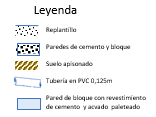 Leyenda
Replantillo
Paredes de cemento y bloque
Suelo apisonado
Tubería en PVC 0,125m
Pared de bloque con revestimiento
de cemento y acvado paleteado